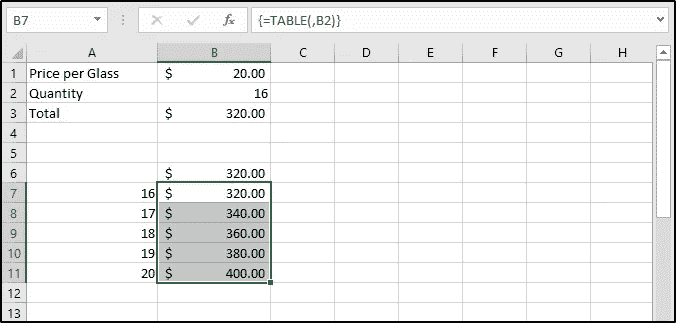 B7 fx {=TABLE(,B2)}
A B C D E F G H
1 Price per Glass $ 20.00
2 Quantity 16
3 Total $ 320.00
4
5
6 $ 320.00
7 16 $ 320.00
8 17 $ 340.00
9 18 $ 360.00
10 19 $ 380.00
11 20 $ 400.00
12
13